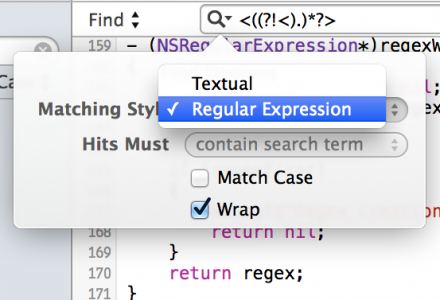 Find <((?!<).)*?>
159 - (NSRegularExpression*)regexW
Textual
Matching Styl ✓ Regular Expression
Hits Must contain search term
Match Case
Wrap
168 return nil;
169 }
170 return regex;
171 }